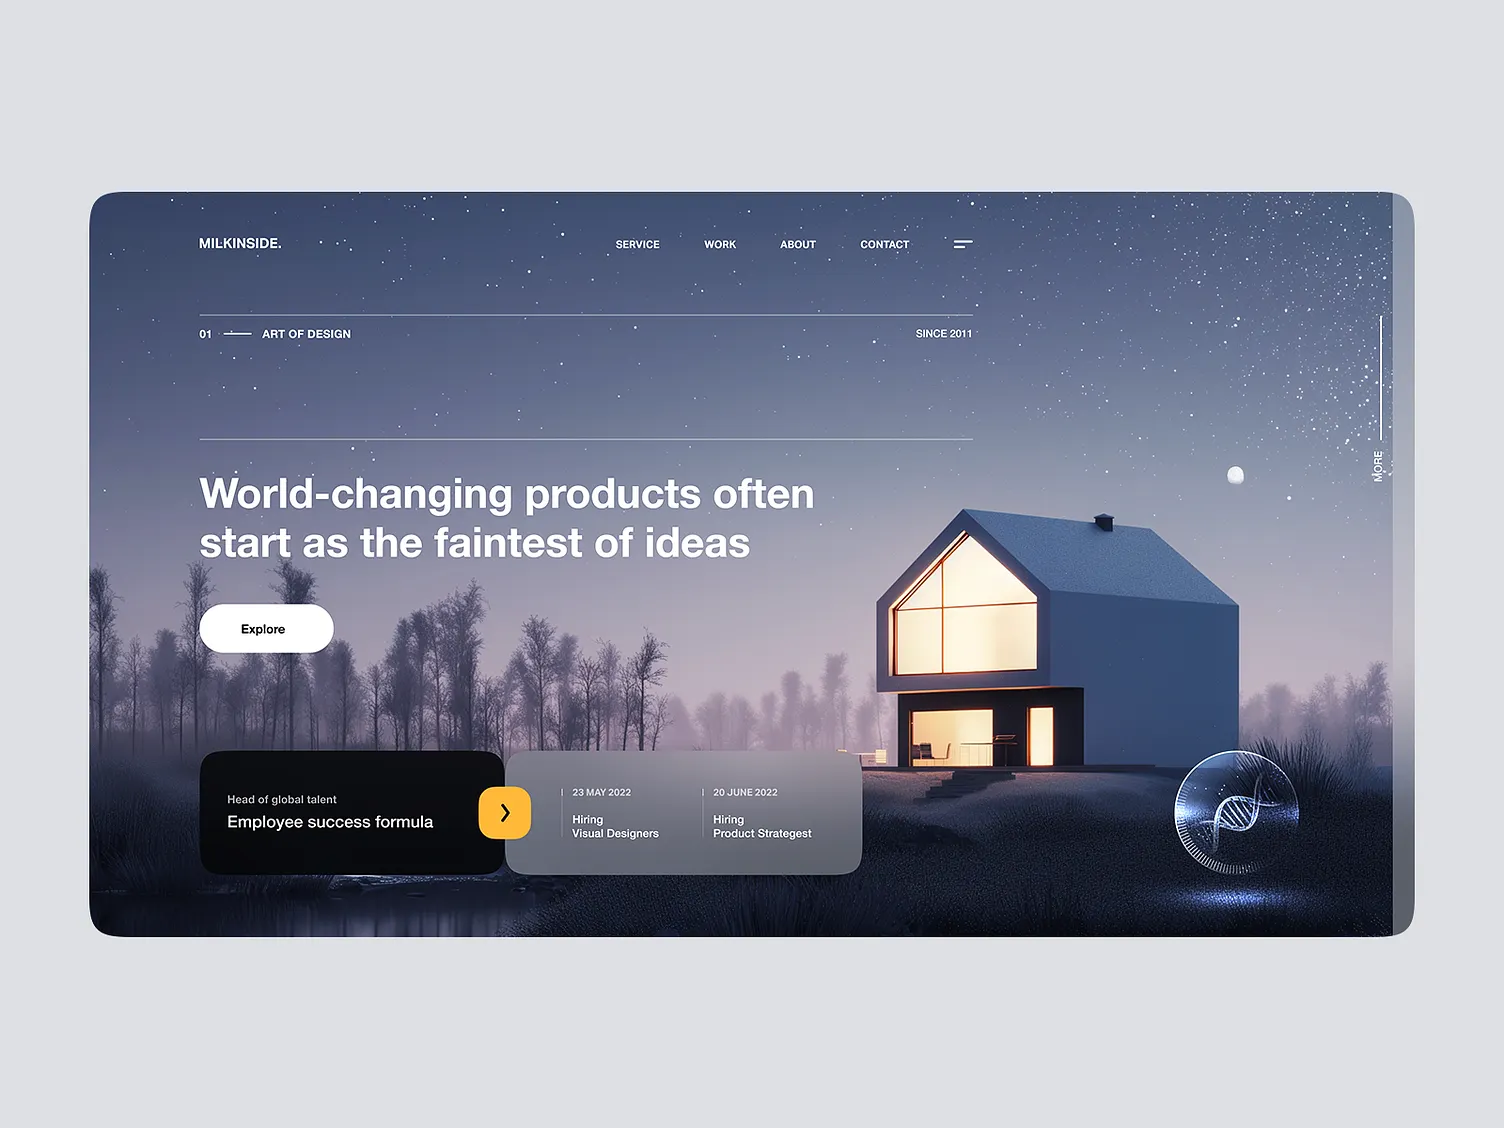 MILKINSIDE.
SERVICE
WORK
ABOUT
CONTACT
01
ART OF DESIGN
SINCE 2011
MORE
World-changing products often
start as the faintest of ideas
Explore
Head of global talent
Employee success formula
23 MAY 2022
Hiring
Visual Designers
20 JUNE 2022
Hiring
Product Strategest